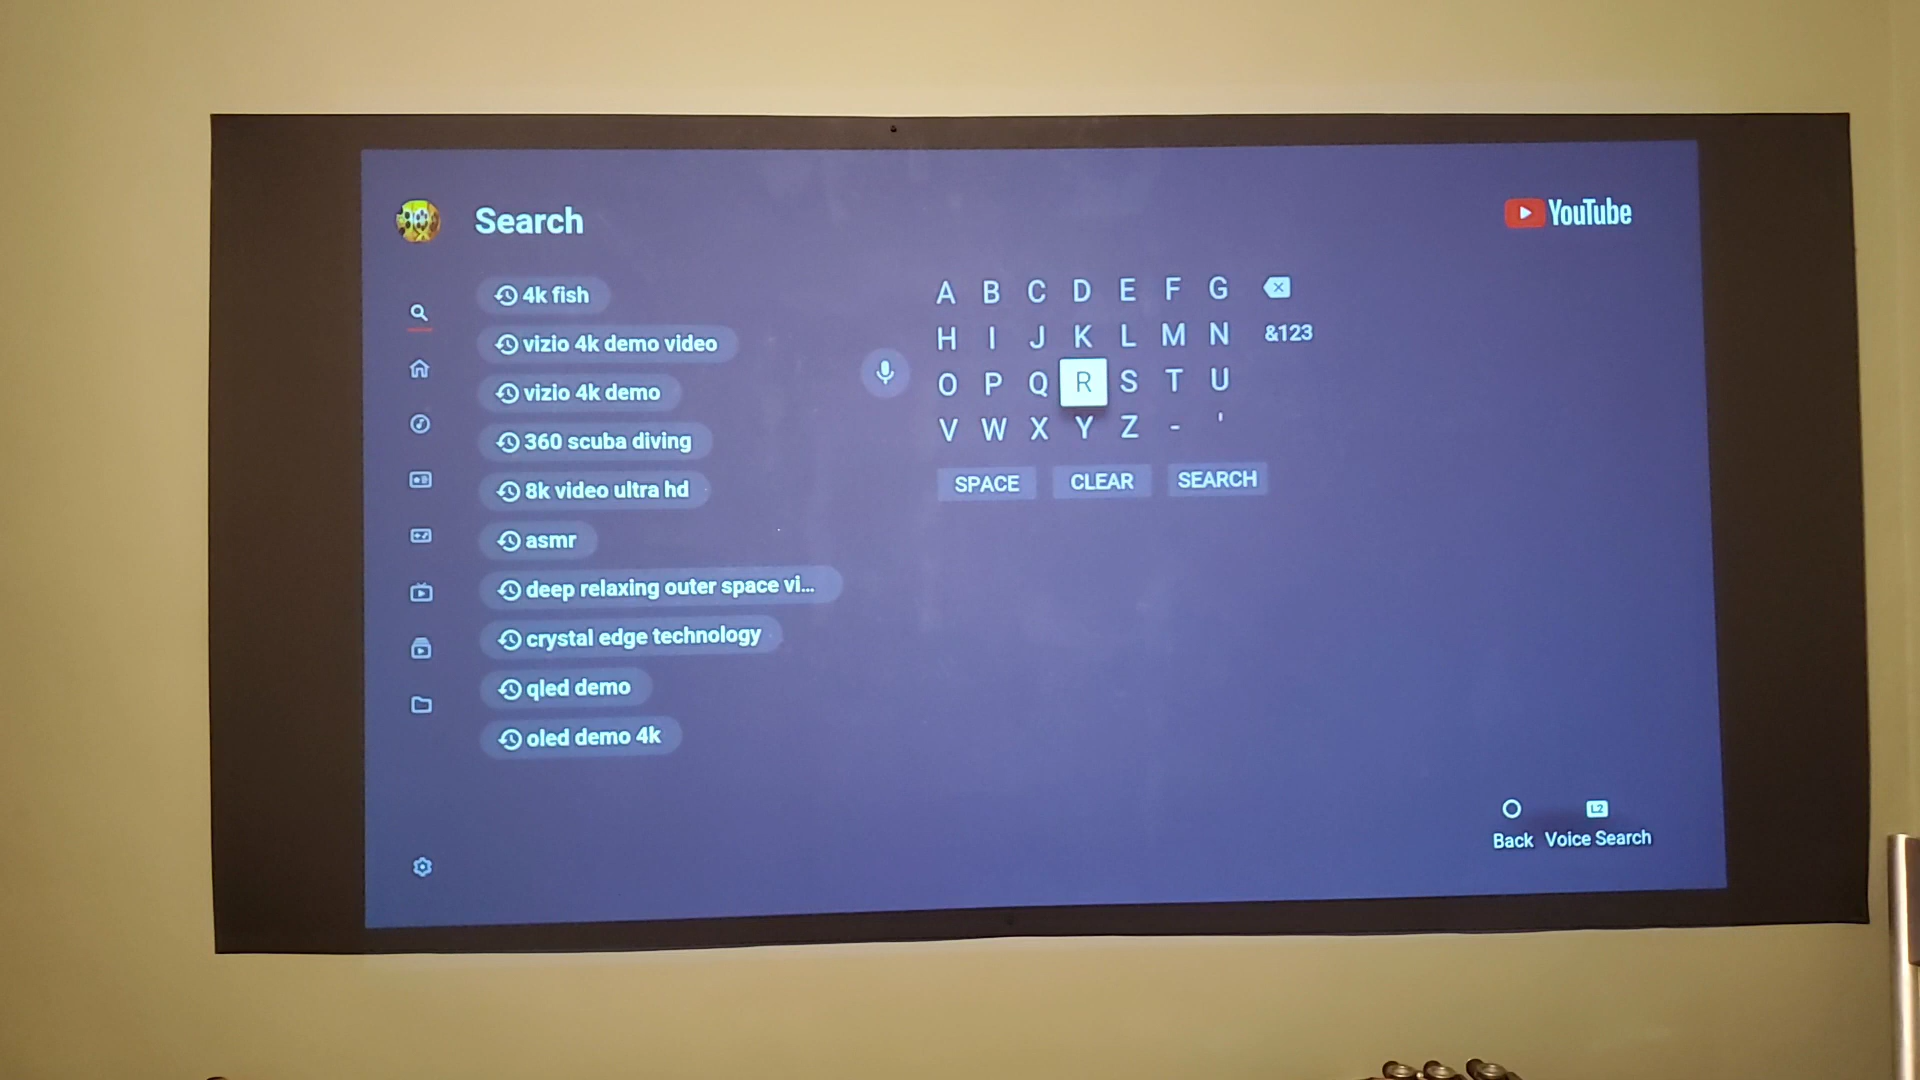 Search
YouTube
4k fish
vizio 4k demo video
vizio 4k demo
360 scuba diving
8k video ultra hd
asmr
deep relaxing outer space vi...
crystal edge technology
qled demo
oled demo 4k
A B C D E F G
H I J K L M N &123
O P Q R S T U
V W X Y Z - '
SPACE CLEAR SEARCH
L2
Back Voice Search